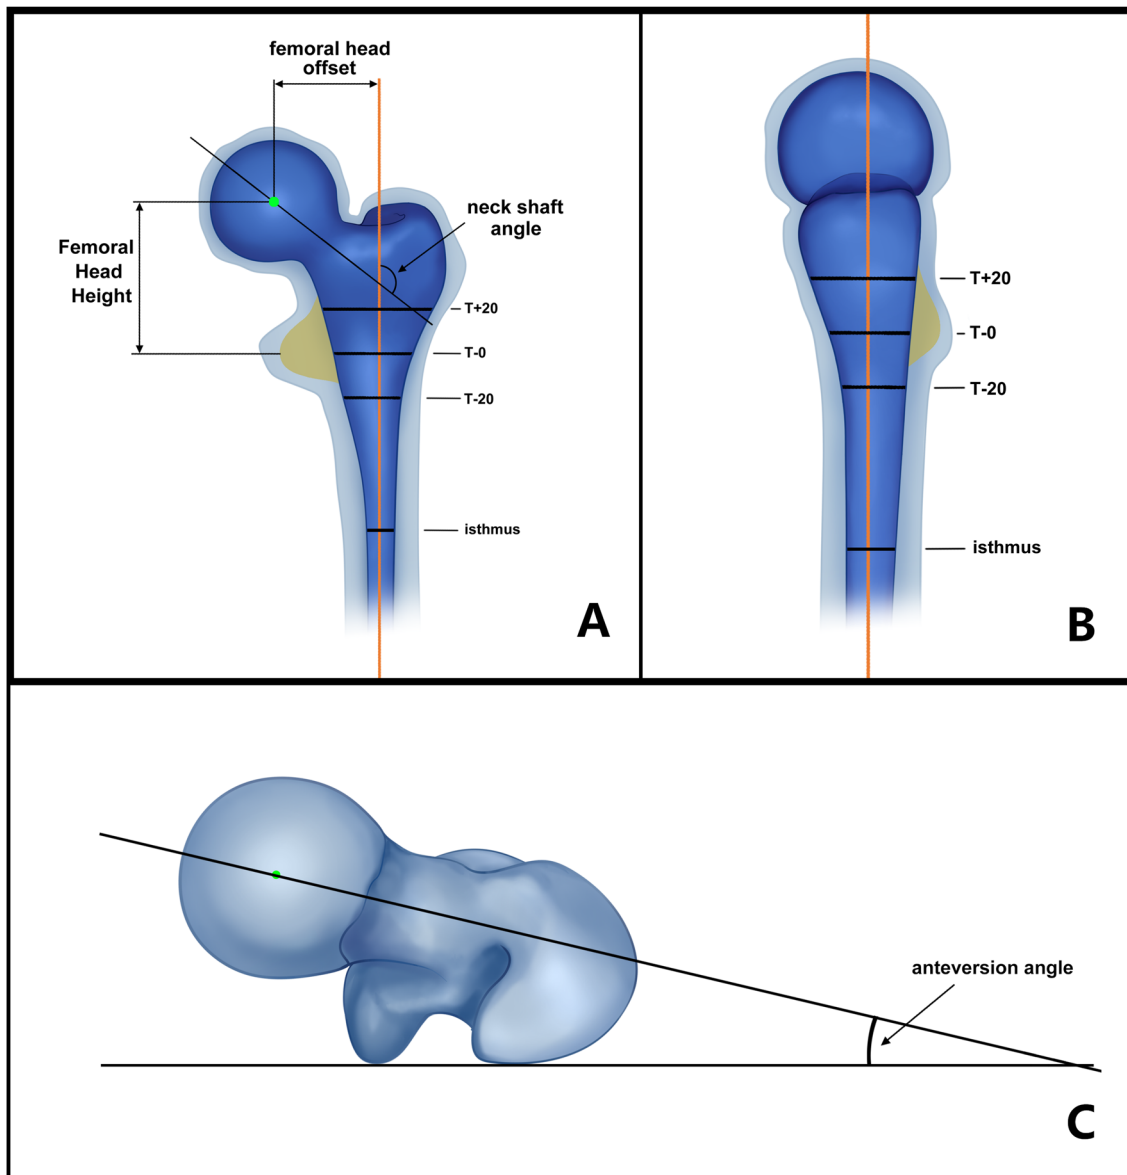 femoral head
offset
neck shaft
angle
Femoral
Head
Height
T+20
T-0
T-20
isthmus
A
T+20
T-0
T-20
isthmus
B
anteversion angle
C